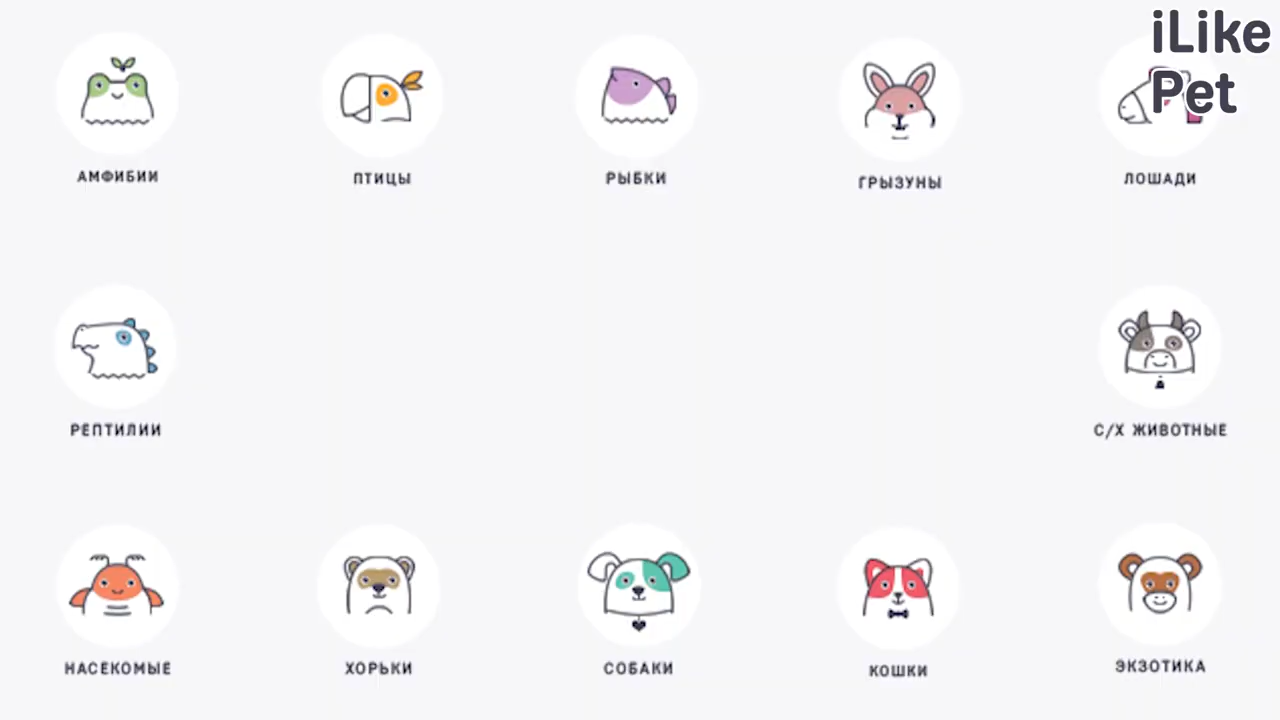 iLike
Pet
АМФИБИИ
ПТИЦЫ
РЫБКИ
ГРЫЗУНЫ
ЛОШАДИ
РЕПТИЛИИ
С/Х ЖИВОТНЫЕ
НАСЕКОМЫЕ
ХОРЬКИ
СОБАКИ
КОШКИ
ЭКЗОТИКА